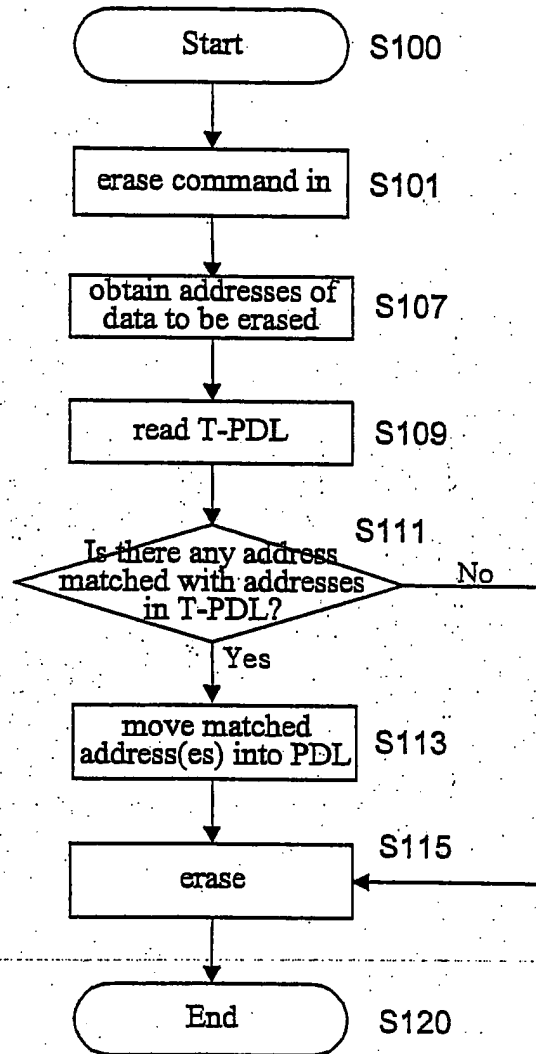 Start
S100
erase command in
S101
obtain addresses of
data to be erased
S107
read T-PDL
S109
S111
Is there any address
matched with addresses
in T-PDL?
No
Yes
move matched
address(es) into PDL
S113
S115
erase
End
S120